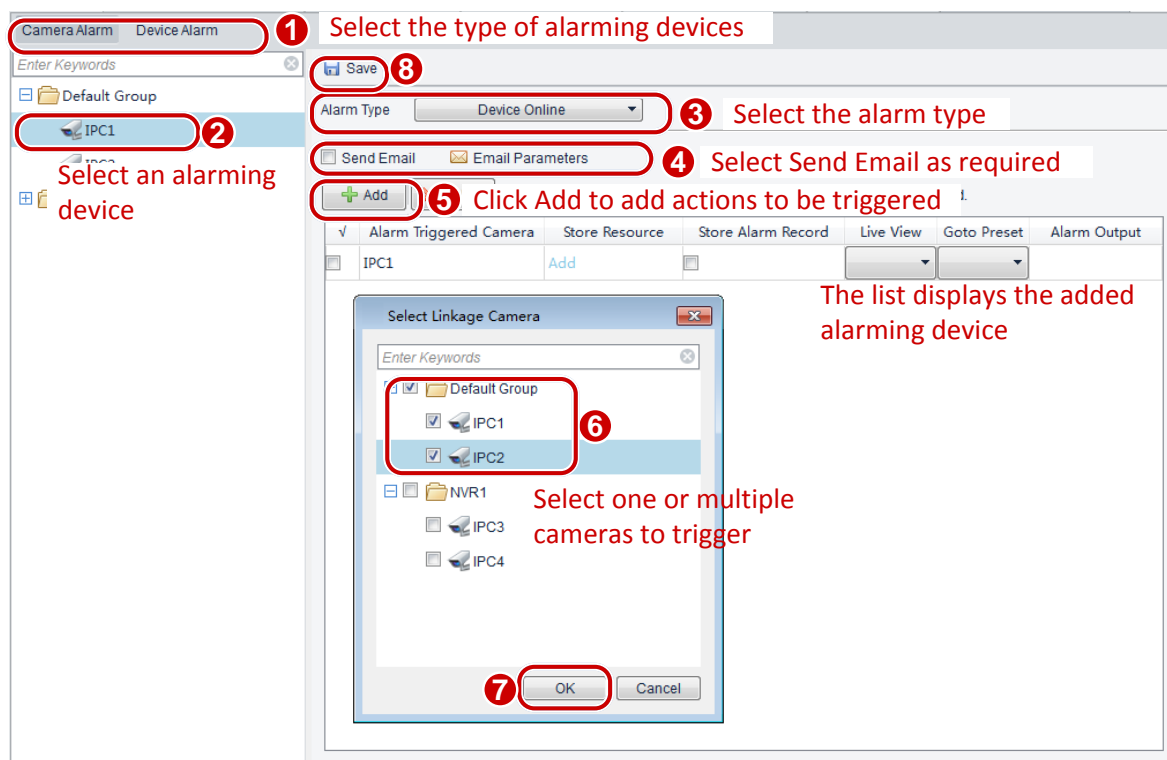 Camera Alarm Device Alarm
1 Select the type of alarming devices
Enter Keywords
Save 8
Default Group
Alarm Type Device Online
3 Select the alarm type
IPC1 2
Send Email Email Parameters
4 Select Send Email as required
Select an alarming
device
Add 5 Click Add to add actions to be triggered
√ Alarm Triggered Camera Store Resource Store Alarm Record Live View Goto Preset Alarm Output
IPC1 Add
The list displays the added
alarming device
Select Linkage Camera
Enter Keywords
Default Group
IPC1
6
IPC2
NVR1
Select one or multiple
cameras to trigger
IPC3
IPC4
7 OK Cancel